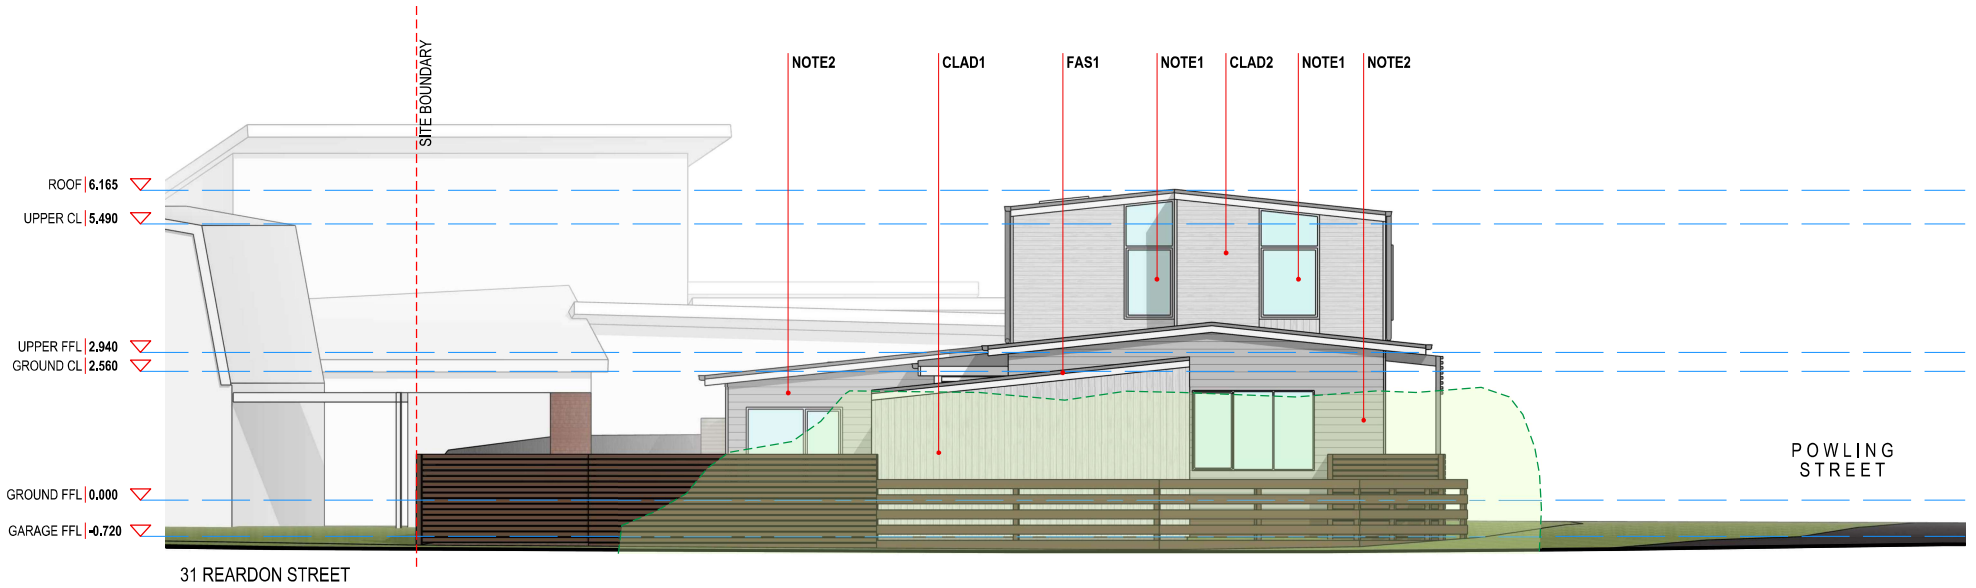 SITE BOUNDARY
NOTE2
CLAD1
FAS1
NOTE1
CLAD2
NOTE1
NOTE2
ROOF 6.165
UPPER CL 5.490
UPPER FFL 2.940
GROUND CL 2.560
GROUND FFL 0.000
GARAGE FFL -0.720
POWLING
STREET
31 REARDON STREET